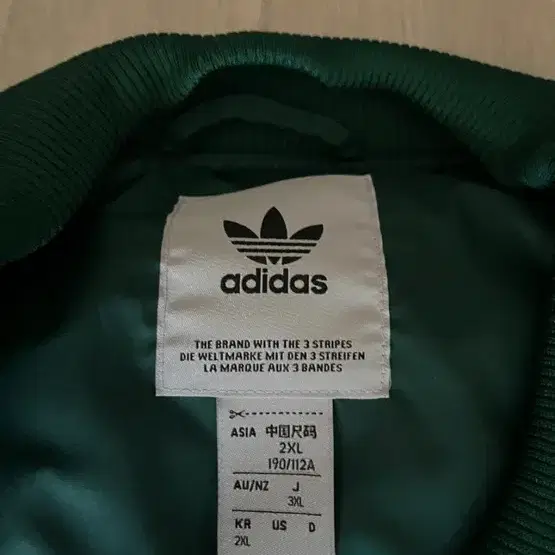 adidas
THE BRAND WITH THE 3 STRIPES
DIE WELTMARKE MIT DEN 3 STREIFEN
LA MARQUE AUX 3 BANDES
ASIA 中国尺码
2XL
190/112A
AU/NZ J
3XL
KR US D
2XL